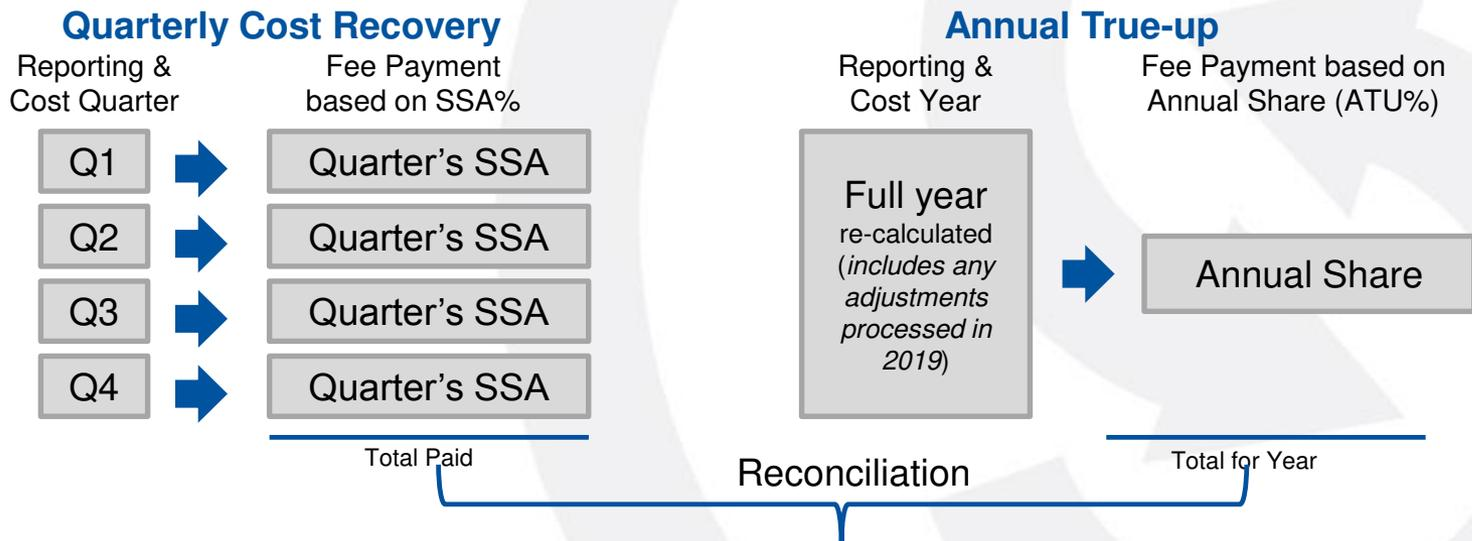 Quarterly Cost Recovery
Reporting &
Cost Quarter
Fee Payment
based on SSA%
Q1
Quarter's SSA
Q2
Quarter's SSA
Q3
Quarter's SSA
Q4
Quarter's SSA
Total Paid
Annual True-up
Reporting &
Cost Year
Fee Payment based on
Annual Share (ATU%)
Full year
re-calculated
(includes any
adjustments
processed in
2019)
Annual Share
Total for Year
Reconciliation